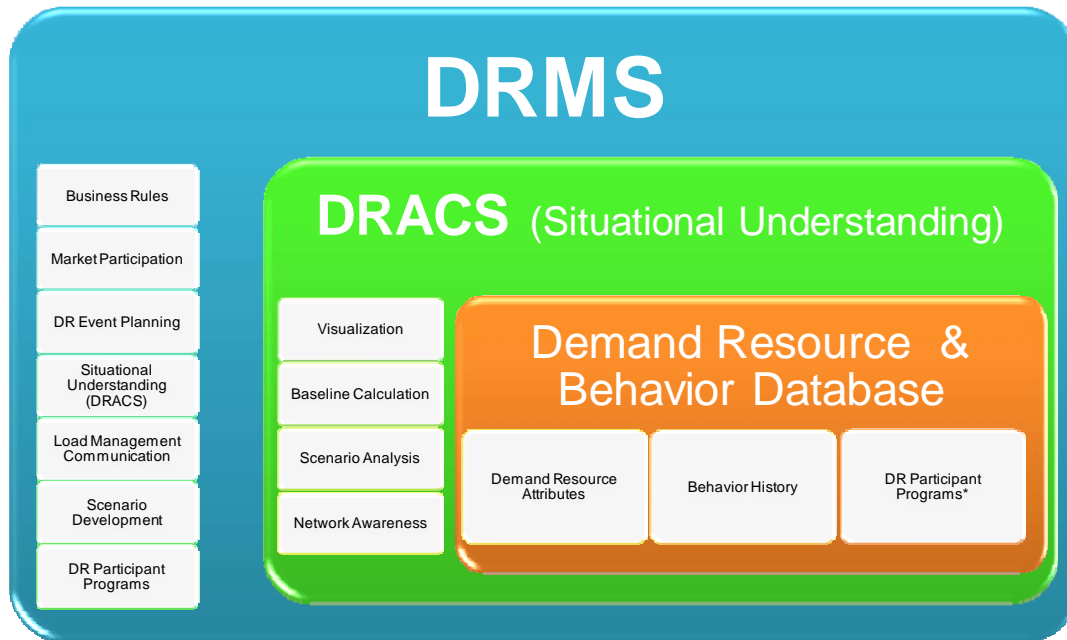 DRMS
Business Rules
Market Participation
DR Event Planning
Situational
Understanding
(DRACS)
Load Management
Communication
Scenario
Development
DR Participant
Programs
DRACS (Situational Understanding)
Visualization
Baseline Calculation
Scenario Analysis
Network Awareness
Demand Resource &
Behavior Database
Demand Resource
Attributes
Behavior History
DR Participant
Programs*